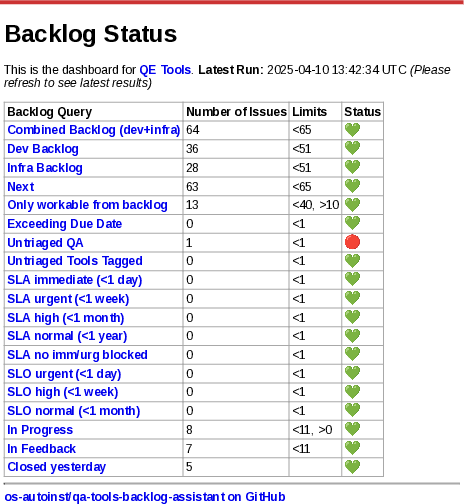 Backlog Status
This is the dashboard for QE Tools. Latest Run: 2025-04-10 13:42:34 UTC (Please
refresh to see latest results)
Backlog Query Number of Issues Limits Status
Combined Backlog (dev+infra) 64 <65 💚
Dev Backlog 36 <51 💚
Infra Backlog 28 <51 💚
Next 63 <65 💚
Only workable from backlog 13 <40, >10 💚
Exceeding Due Date 0 <1 💚
Untriaged QA 1 <1 🔴
Untriaged Tools Tagged 0 <1 💚
SLA immediate (<1 day) 0 <1 💚
SLA urgent (<1 week) 0 <1 💚
SLA high (<1 month) 0 <1 💚
SLA normal (<1 year) 0 <1 💚
SLA no imm/urg blocked 0 <1 💚
SLO urgent (<1 day) 0 <1 💚
SLO high (<1 week) 0 <1 💚
SLO normal (<1 month) 0 <1 💚
In Progress 8 <11, >0 💚
In Feedback 7 <11 💚
Closed yesterday 5 💚
os-autoinst/qa-tools-backlog-assistant on GitHub